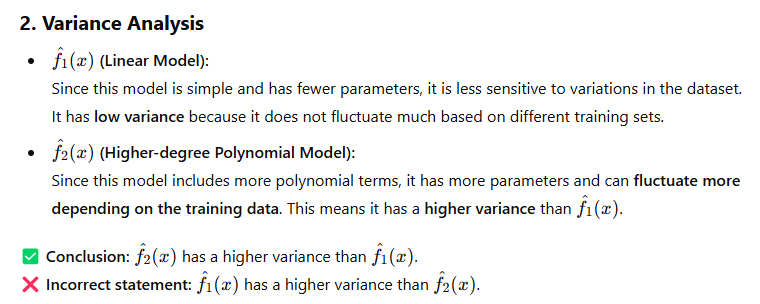 2. Variance Analysis
• f̂₁(x) (Linear Model):
Since this model is simple and has fewer parameters, it is less sensitive to variations in the dataset.
It has low variance because it does not fluctuate much based on different training sets.
• f̂₂(x) (Higher-degree Polynomial Model):
Since this model includes more polynomial terms, it has more parameters and can fluctuate more
depending on the training data. This means it has a higher variance than f̂₁(x).
✅ Conclusion: f̂₂(x) has a higher variance than f̂₁(x).
❌ Incorrect statement: f̂₁(x) has a higher variance than f̂₂(x).